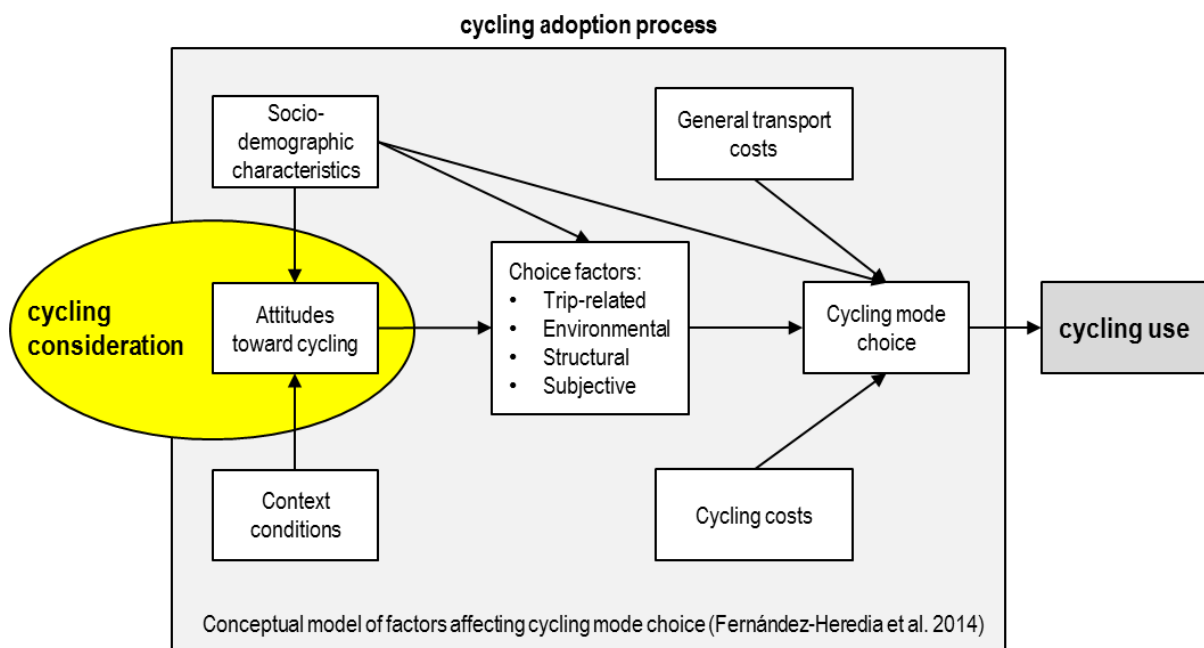 cycling adoption process
Socio-
demographic
characteristics
General transport
costs
cycling
consideration
Attitudes
toward cycling
Choice factors:
• Trip-related
• Environmental
• Structural
• Subjective
Cycling mode
choice
cycling use
Context
conditions
Cycling costs
Conceptual model of factors affecting cycling mode choice (Fernández-Heredia et al. 2014)